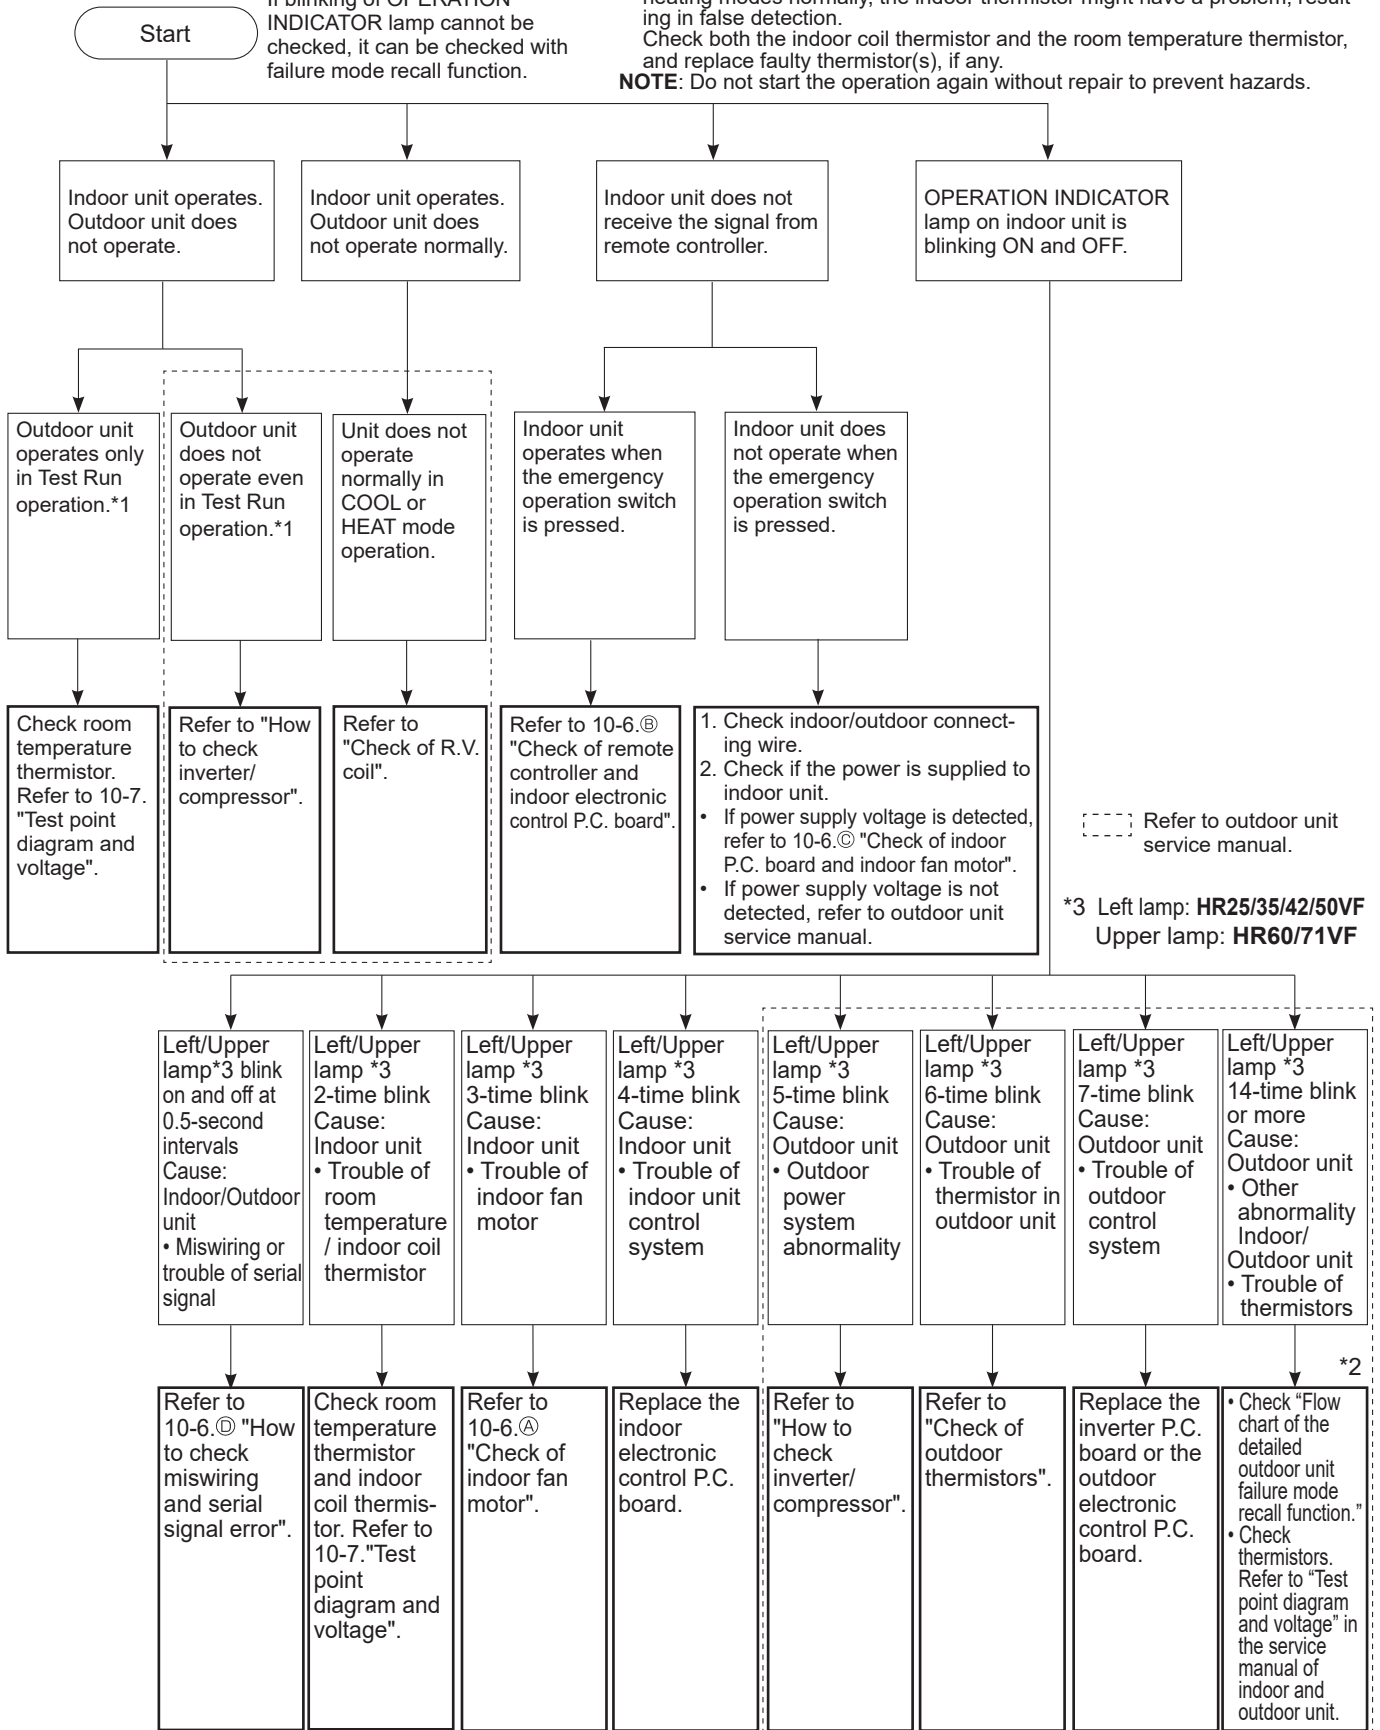 If blinking of OPERATION
INDICATOR lamp cannot be
checked, it can be checked with
failure mode recall function.
heating modes normally, the indoor thermistor might have a problem, result-
ing in false detection.
Check both the indoor coil thermistor and the room temperature thermistor,
and replace faulty thermistor(s), if any.
NOTE: Do not start the operation again without repair to prevent hazards.
Start
Indoor unit operates.
Outdoor unit does
not operate.
Indoor unit operates.
Outdoor unit does
not operate normally.
Indoor unit does not
receive the signal from
remote controller.
OPERATION INDICATOR
lamp on indoor unit is
blinking ON and OFF.
Outdoor unit
operates only
in Test Run
operation.*1
Outdoor unit
does not
operate even
in Test Run
operation.*1
Unit does not
operate
normally in
COOL or
HEAT mode
operation.
Indoor unit
operates when
the emergency
operation switch
is pressed.
Indoor unit does
not operate when
the emergency
operation switch
is pressed.
Check room
temperature
thermistor.
Refer to 10-7.
"Test point
diagram and
voltage".
Refer to "How
to check
inverter/
compressor".
Refer to
"Check of R.V.
coil".
Refer to 10-6.Ⓑ
"Check of remote
controller and
indoor electronic
control P.C. board".
1. Check indoor/outdoor connect-
ing wire.
2. Check if the power is supplied to
indoor unit.
• If power supply voltage is detected,
refer to 10-6.Ⓒ "Check of indoor
P.C. board and indoor fan motor".
• If power supply voltage is not
detected, refer to outdoor unit
service manual.
Refer to outdoor unit
service manual.
*3 Left lamp: HR25/35/42/50VF
Upper lamp: HR60/71VF
Left/Upper
lamp*3 blink
on and off at
0.5-second
intervals
Cause:
Indoor/Outdoor
unit
• Miswiring or
trouble of serial
signal
Left/Upper
lamp *3
2-time blink
Cause:
Indoor unit
• Trouble of
room
temperature
/ indoor coil
thermistor
Left/Upper
lamp *3
3-time blink
Cause:
Indoor unit
• Trouble of
indoor fan
motor
Left/Upper
lamp *3
4-time blink
Cause:
Indoor unit
• Trouble of
indoor unit
control
system
Left/Upper
lamp *3
5-time blink
Cause:
Outdoor unit
• Outdoor
power
system
abnormality
Left/Upper
lamp *3
6-time blink
Cause:
Outdoor unit
• Trouble of
thermistor in
outdoor unit
Left/Upper
lamp *3
7-time blink
Cause:
Outdoor unit
• Trouble of
outdoor
control
system
Left/Upper
lamp *3
14-time blink
or more
Cause:
Outdoor unit
• Other
abnormality
Indoor/
Outdoor unit
• Trouble of
thermistors
*2
Refer to
10-6.Ⓓ "How
to check
miswiring
and serial
signal error".
Check room
temperature
thermistor
and indoor
coil thermis-
tor. Refer to
10-7."Test
point
diagram and
voltage".
Refer to
10-6.Ⓐ
"Check of
indoor fan
motor".
Replace the
indoor
electronic
control P.C.
board.
Refer to
"How to
check
inverter/
compressor".
Refer to
"Check of
outdoor
thermistors".
Replace the
inverter P.C.
board or the
outdoor
electronic
control P.C.
board.
• Check “Flow
chart of the
detailed
outdoor unit
failure mode
recall function.”
• Check
thermistors.
Refer to “Test
point diagram
and voltage” in
the service
manual of
indoor and
outdoor unit.